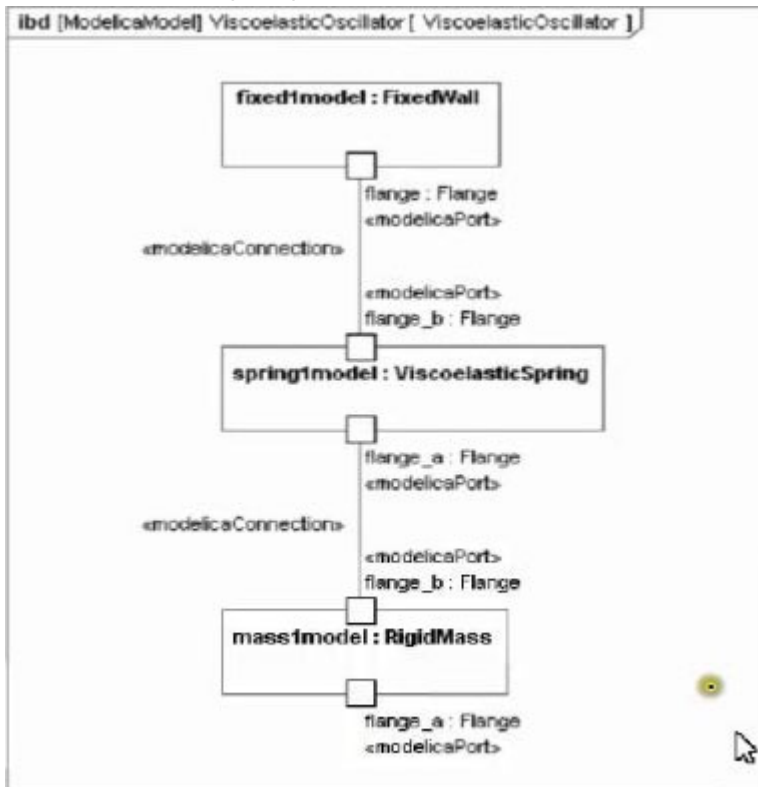 ibd [ModelicaModel] ViscoelasticOscillator [ ViscoelasticOscillator ]
fixed1model : FixedWall
flange : Flange
«modelicaPort»
«modelicaConnection»
«modelicaPort»
flange_b : Flange
spring1model : ViscoelasticSpring
flange_a : Flange
«modelicaPort»
«modelicaConnection»
«modelicaPort»
flange_b : Flange
mass1model : RigidMass
flange_a : Flange
«modelicaPort»